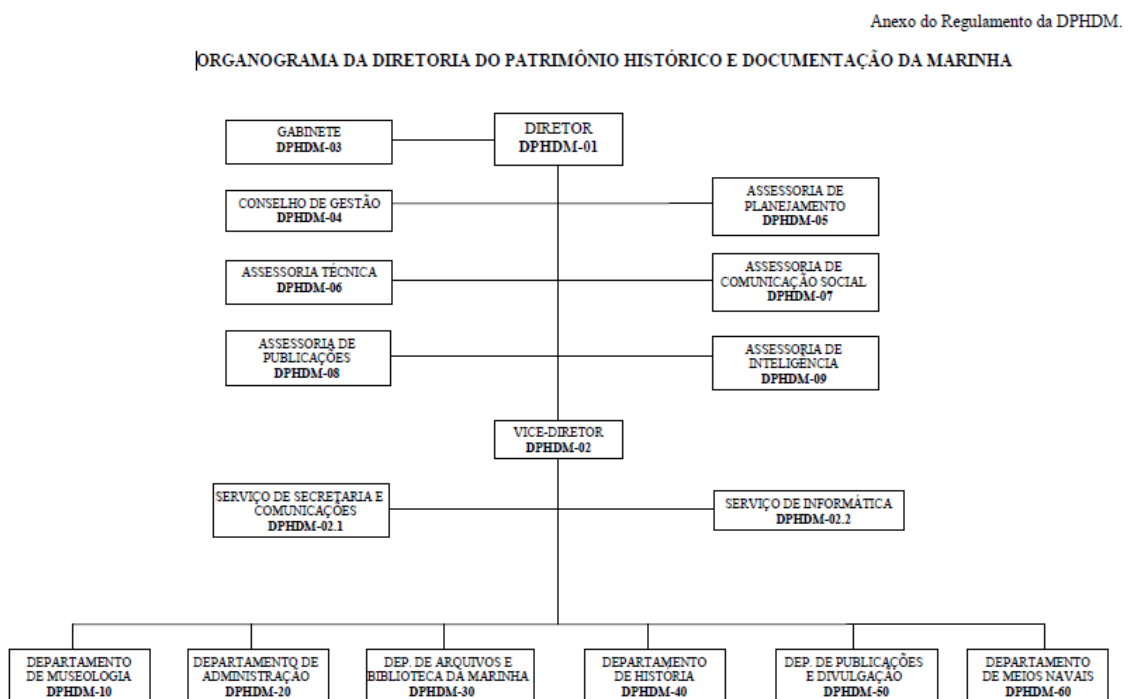 Anexo do Regulamento da DPHDM.
ORGANOGRAMA DA DIRETORIA DO PATRIMÔNIO HISTÓRICO E DOCUMENTAÇÃO DA MARINHA
GABINETE
DPHDM-03
DIRETOR
DPHDM-01
CONSELHO DE GESTÃO
DPHDM-04
ASSESSORIA DE
PLANEJAMENTO
DPHDM-05
ASSESSORIA TÉCNICA
DPHDM-06
ASSESSORIA DE
COMUNICAÇÃO SOCIAL
DPHDM-07
ASSESSORIA DE
PUBLICAÇÕES
DPHDM-08
ASSESSORIA DE
INTELIGÊNCIA
DPHDM-09
VICE-DIRETOR
DPHDM-02
SERVIÇO DE SECRETARIA E
COMUNICAÇÕES
DPHDM-02.1
SERVIÇO DE INFORMÁTICA
DPHDM-02.2
DEPARTAMENTO
DE MUSEOLOGIA
DPHDM-10
DEPARTAMENTO DE
ADMINISTRAÇÃO
DPHDM-20
DEP. DE ARQUIVOS E
BIBLIOTECA DA MARINHA
DPHDM-30
DEPARTAMENTO
DE HISTÓRIA
DPHDM-40
DEP. DE PUBLICAÇÕES
E DIVULGAÇÃO
DPHDM-50
DEPARTAMENTO
DE MEIOS NAVAIS
DPHDM-60